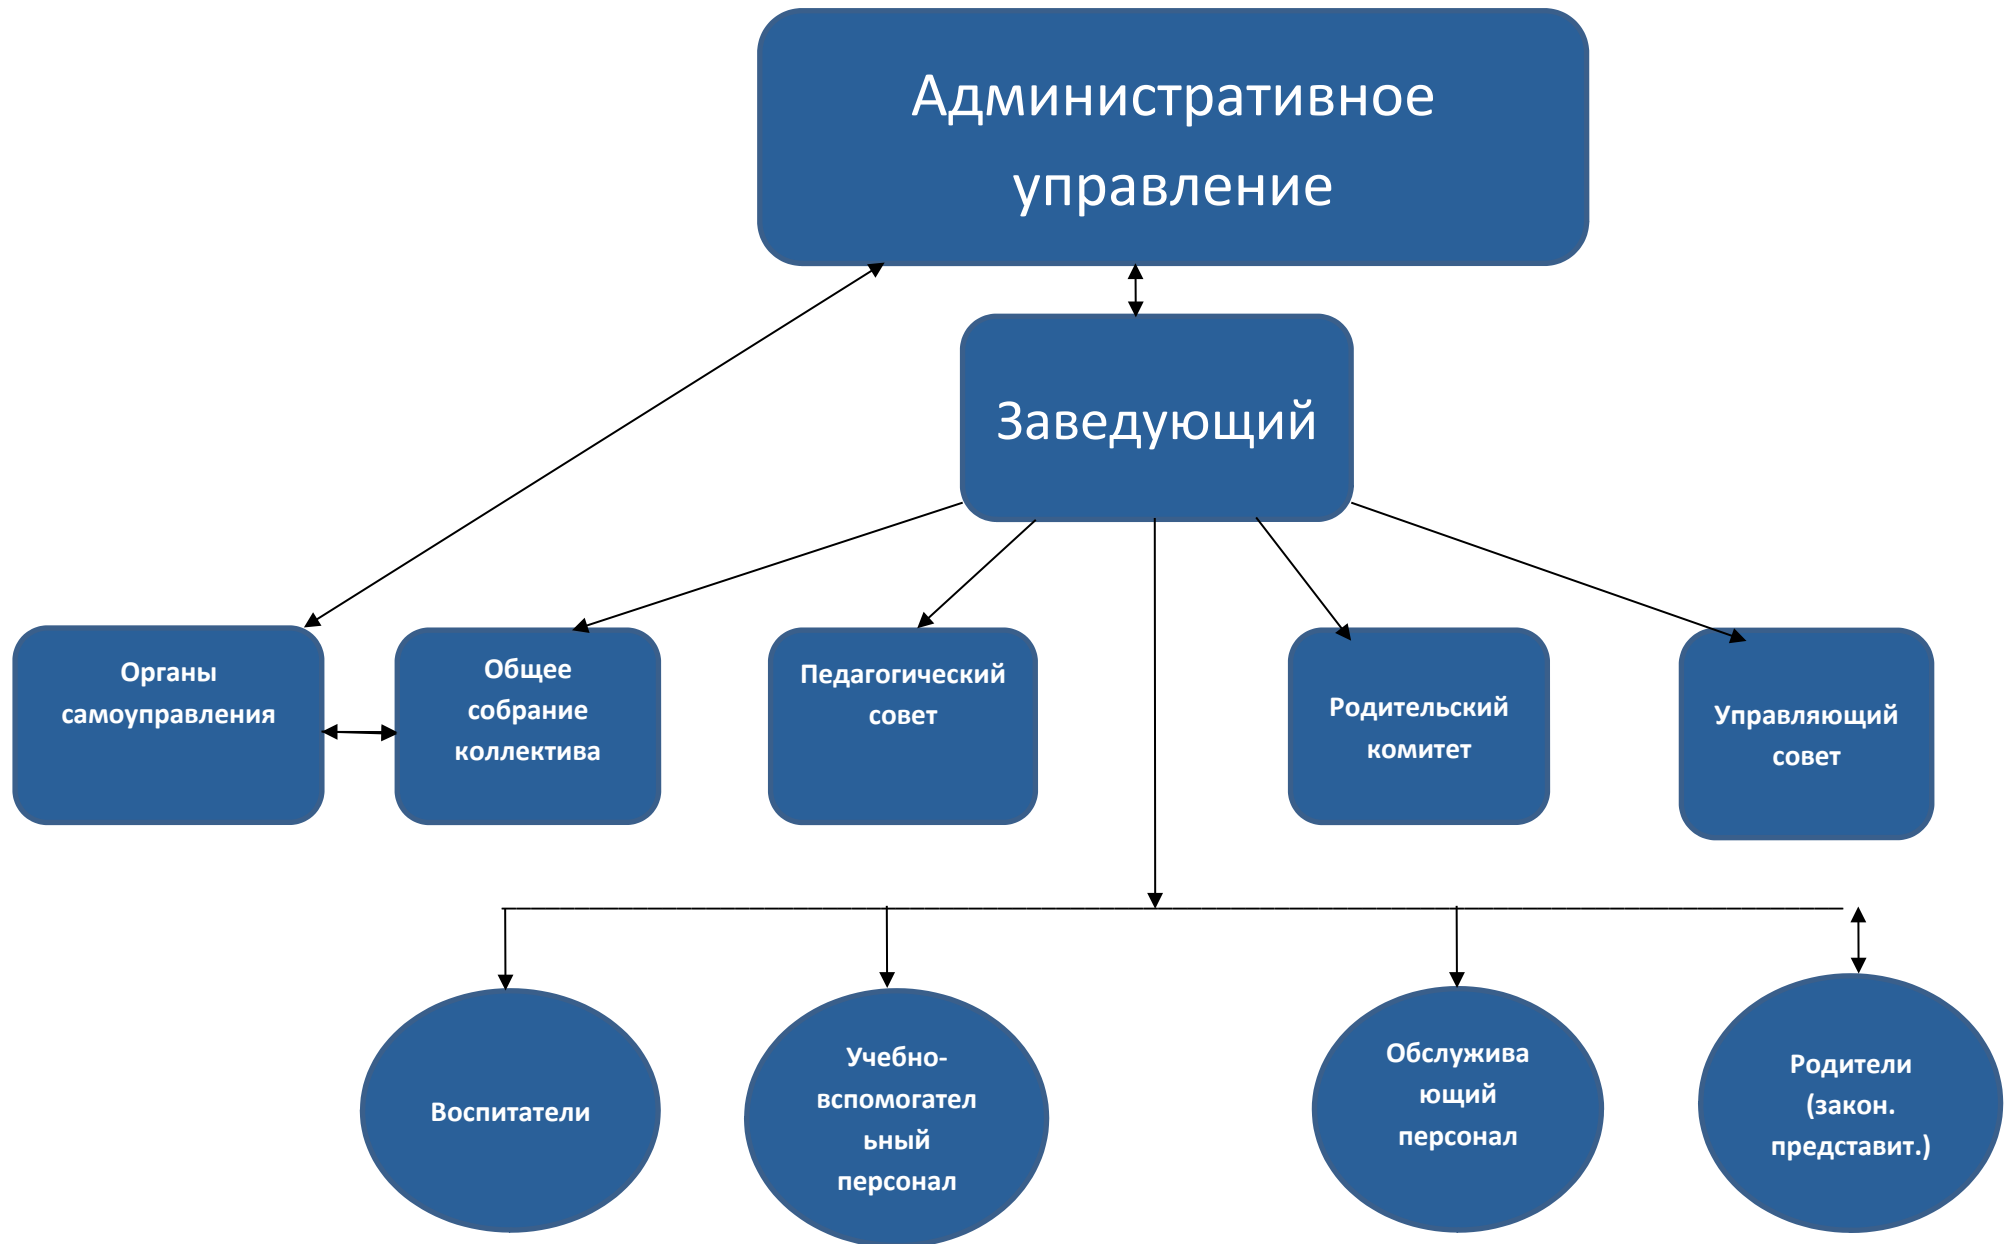 Административное
управление
Заведующий
Органы
самоуправления
Общее
собрание
коллектива
Педагогический
совет
Родительский
комитет
Управляющий
совет
Воспитатели
Учебно-
вспомогател
ьный
персонал
Обслужива
ющий
персонал
Родители
(закон.
представит.)